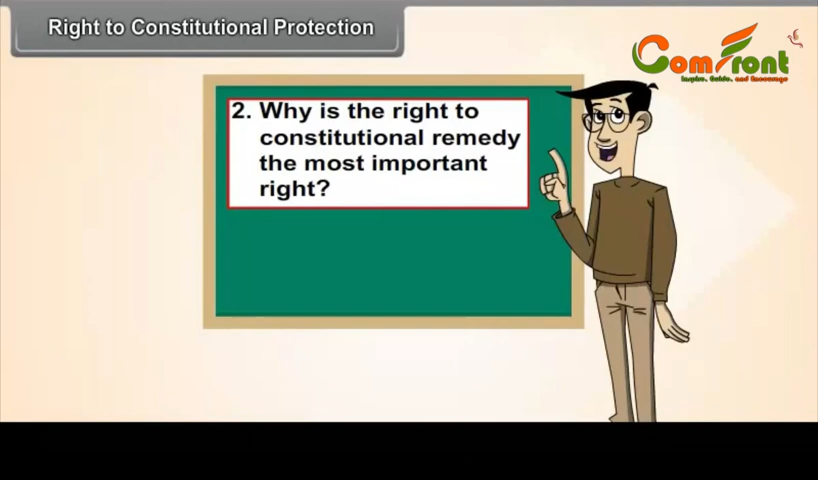 Right to Constitutional Protection
ComFront
Inspire, Guide, and Encourage
2. Why is the right to
constitutional remedy
the most important
right?